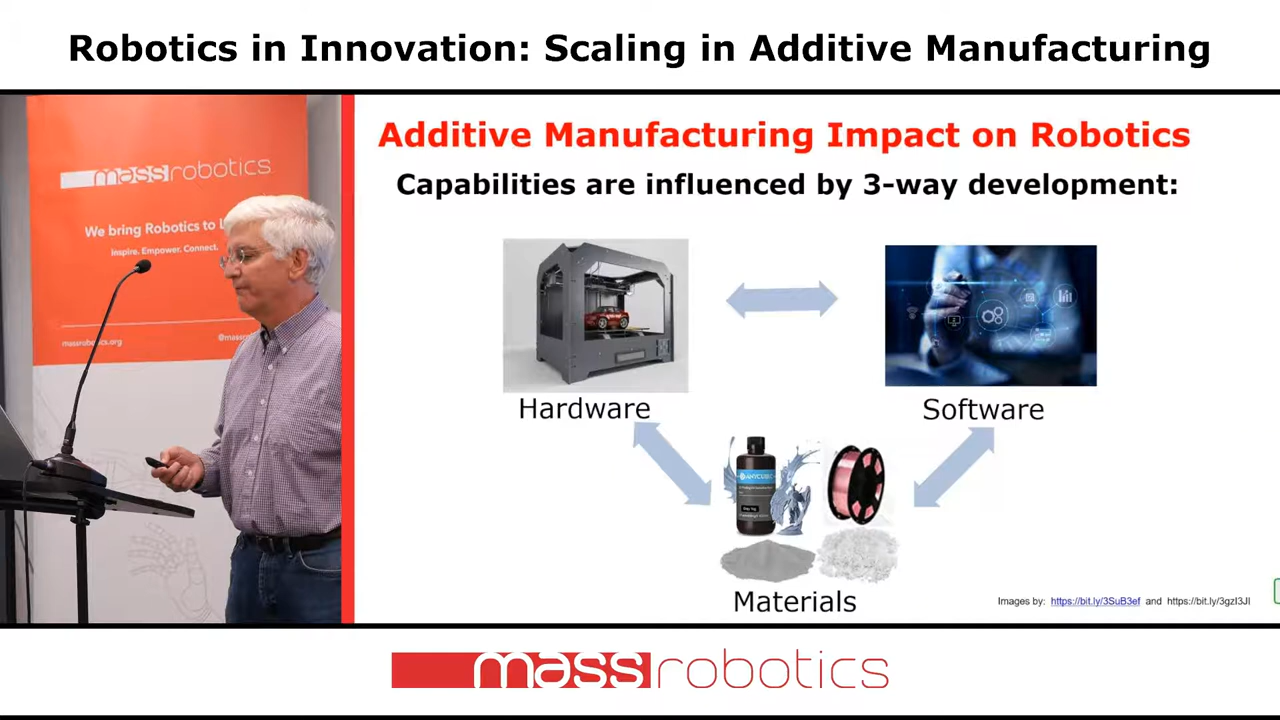 Robotics in Innovation: Scaling in Additive Manufacturing
massrobotics
We bring Robotics to
Inspire. Empower. Connect.
massrobotics.org
Additive Manufacturing Impact on Robotics
Capabilities are influenced by 3-way development:
Hardware
Software
ANYCUBIC
Materials
Images by: https://bit.ly/3SuB3ef and https://bit.ly/3gzI3JI
massrobotics